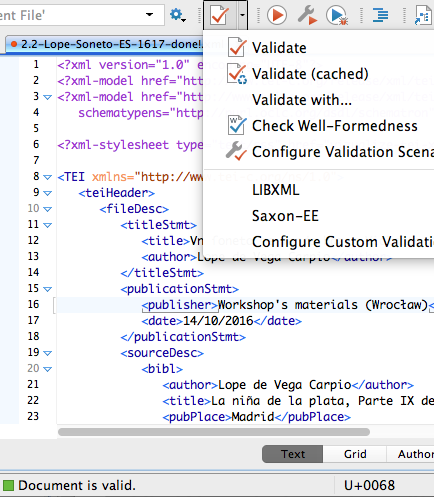 ent File'
2.2-Lope-Soneto-ES-1617-done!
Validate
Validate (cached)
Validate with...
Check Well-Formedness
Configure Validation Scena
LIBXML
Saxon-EE
Configure Custom Validatio
1 <?xml version="1.0" e
2 <?xml-model href="htt
3 <?xml-model href="htt
4 schematypens="http
5
6 <?xml-stylesheet type
7
8 <TEI xmlns="http://ww
9 <teiHeader>
10 <fileDesc>
11 <titleStmt>
12 <title>Vn
13 <author>Lope de Vega Carpio</author>
14 </titleStmt>
15 <publicationStmt>
16 <publisher>Workshop's materials (Wrocław)<
17 <date>14/10/2016</date>
18 </publicationStmt>
19 <sourceDesc>
20 <bibl>
21 <author>Lope de Vega Carpio</author>
22 <title>La niña de la plata, Parte IX de
23 <pubPlace>Madrid</pubPlace>
Text Grid Author
Document is valid. U+0068